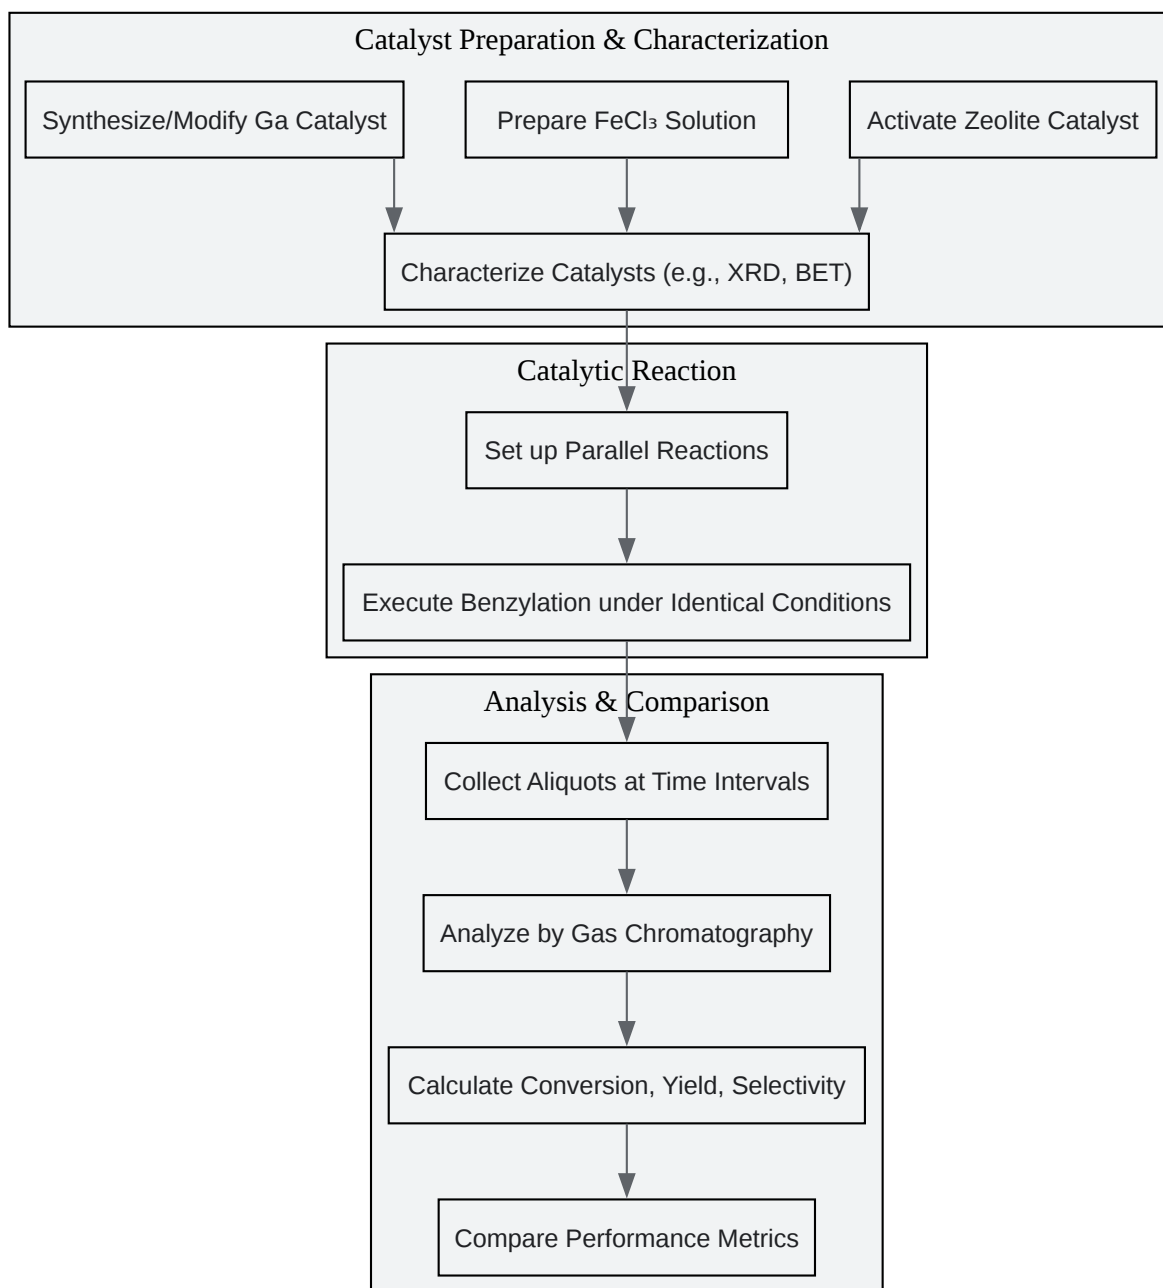 Catalyst Preparation & Characterization
Synthesize/Modify Ga Catalyst
Prepare FeCl₃ Solution
Activate Zeolite Catalyst
Characterize Catalysts (e.g., XRD, BET)
Catalytic Reaction
Set up Parallel Reactions
Execute Benzylation under Identical Conditions
Analysis & Comparison
Collect Aliquots at Time Intervals
Analyze by Gas Chromatography
Calculate Conversion, Yield, Selectivity
Compare Performance Metrics